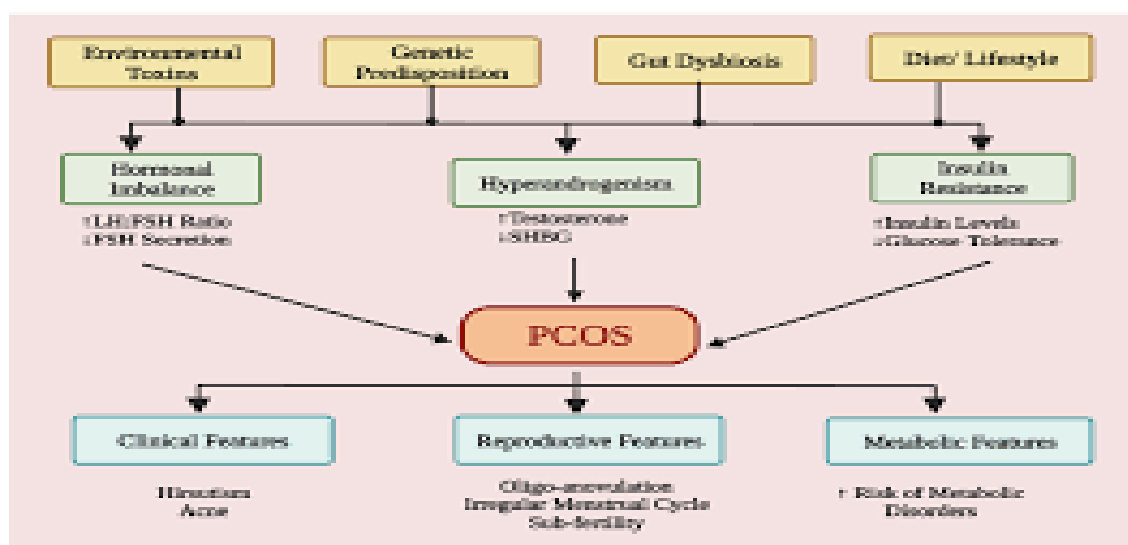 Environmental
Toxins
Genetic
Predisposition
Gut Dysbiosis
Diet/ Lifestyle
Hormonal
Imbalance
Hyperandrogenism
Insulin
Resistance
↑LH:FSH Ratio
↓FSH Secretion
↑Testosterone
↓SHBG
↑Insulin Levels
↓Glucose Tolerance
PCOS
Clinical Features
Reproductive Features
Metabolic Features
Hirsutism
Acne
Oligo-anovulation
Irregular Menstrual Cycle
Sub-fertility
↑ Risk of Metabolic
Disorders